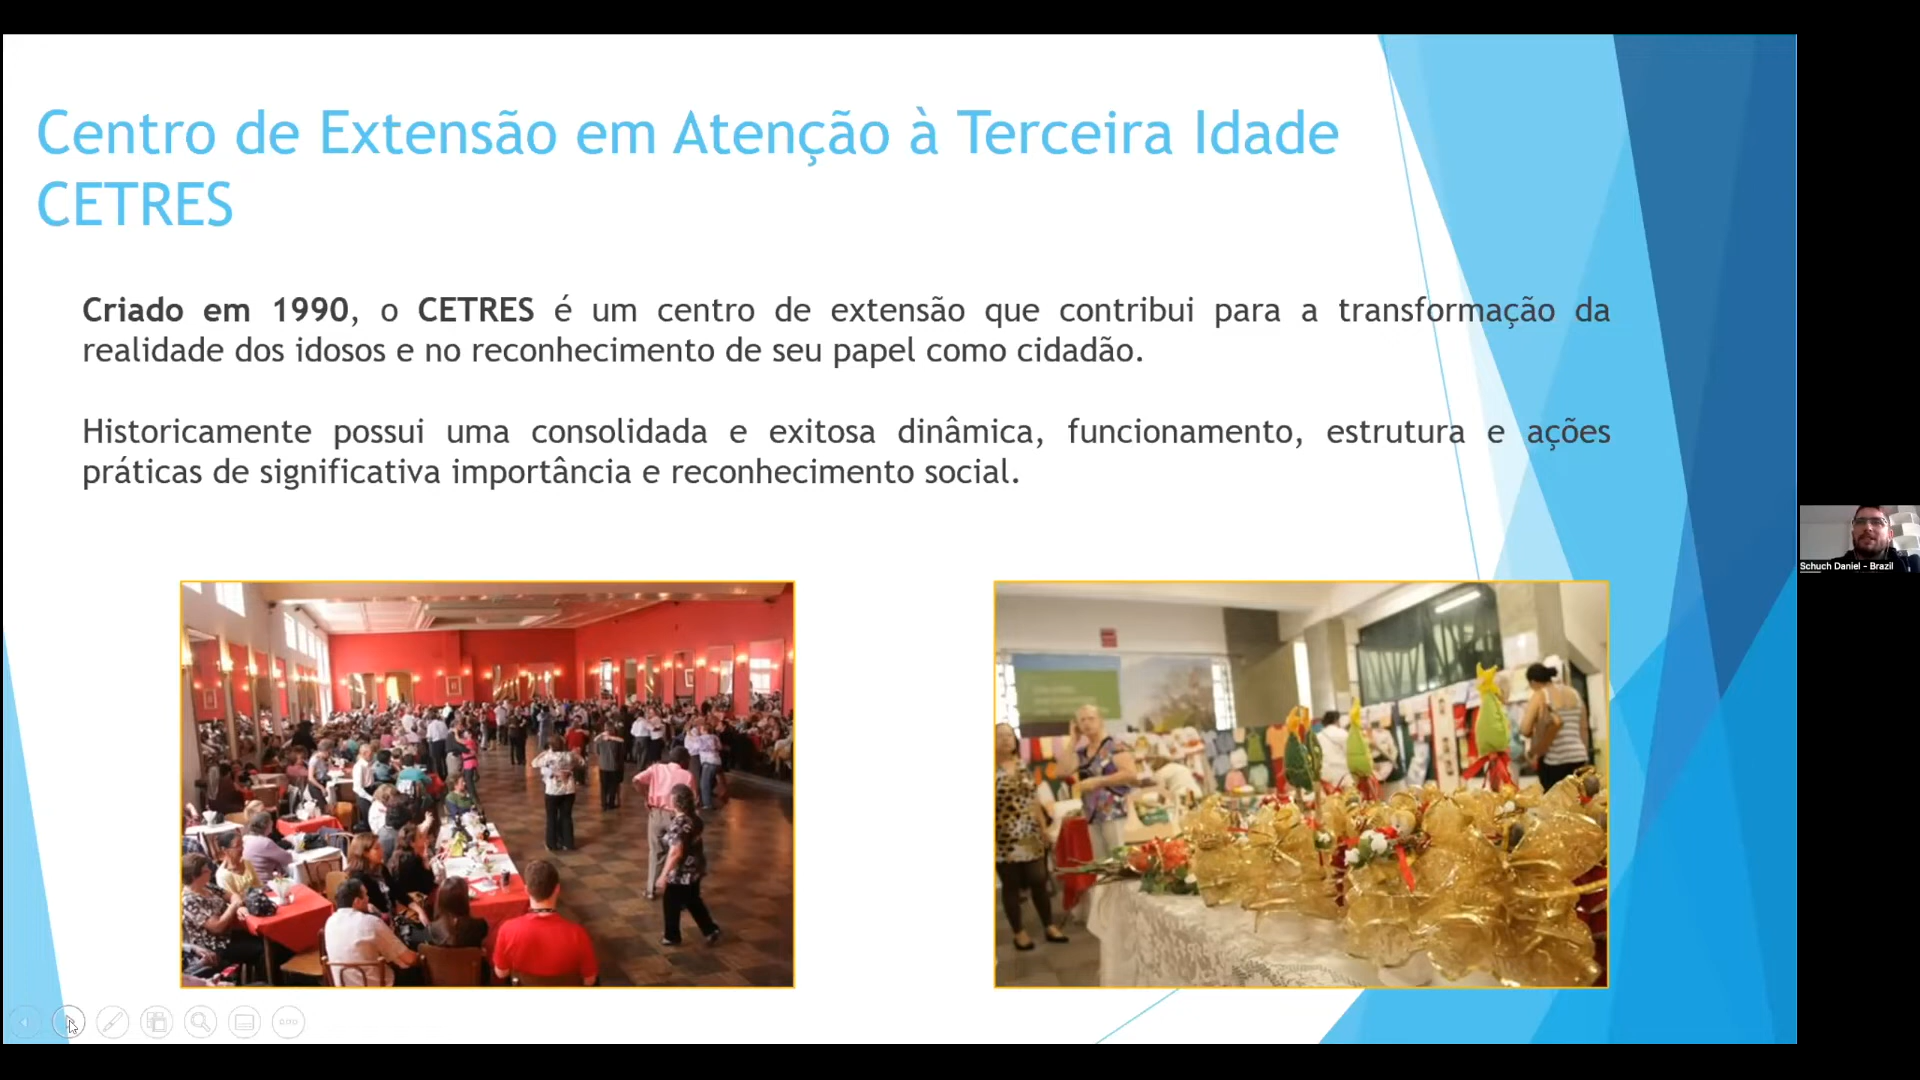 Centro de Extensão em Atenção à Terceira Idade
CETRES
Criado em 1990, o CETRES é um centro de extensão que contribui para a transformação da
realidade dos idosos e no reconhecimento de seu papel como cidadão.
Historicamente possui uma consolidada e exitosa dinâmica, funcionamento, estrutura e ações
práticas de significativa importância e reconhecimento social.
Schuch Daniel - Brazil